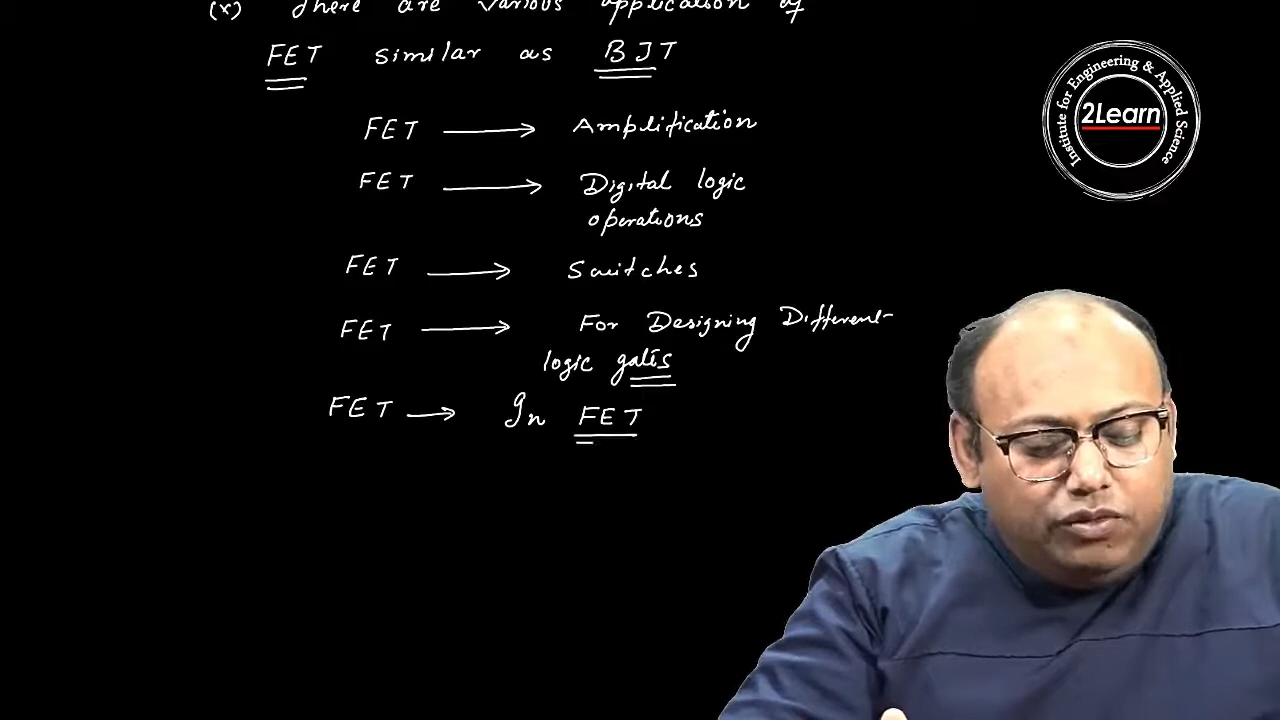 (x) There are various application of
FET similar as BJT
FET → Amplification
FET → Digital logic
operations
FET → Switches
FET → For Designing Different
logic gates
FET → In FET
Institute for Engineering & Applied Science
2Learn